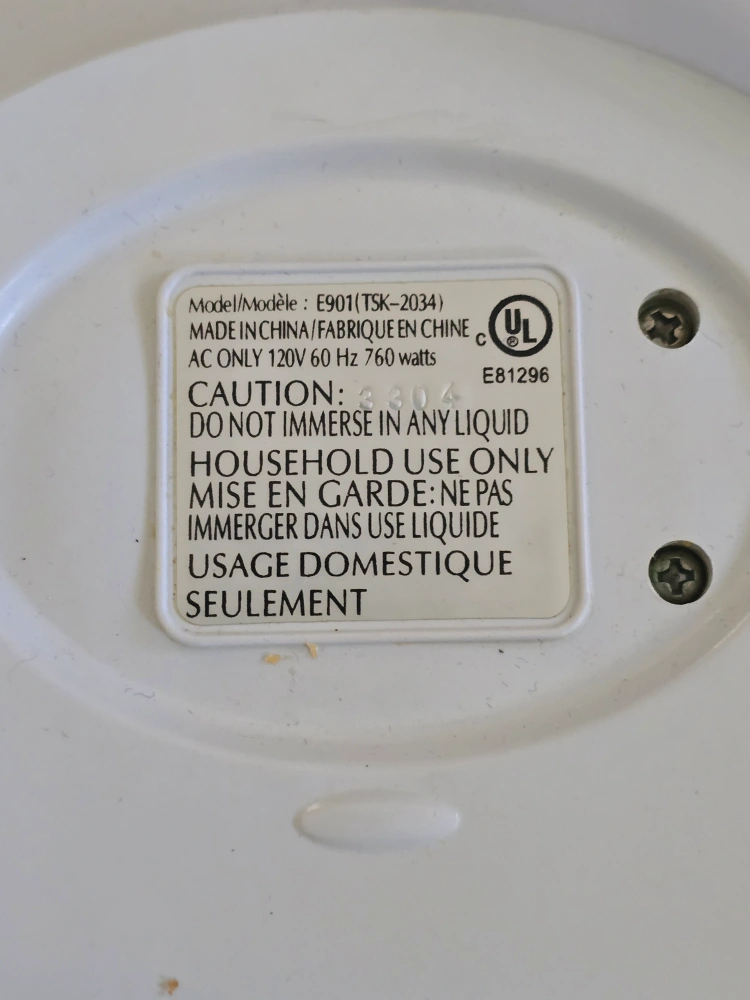 Model/Modèle : E901(TSK-2034)
MADE IN CHINA/FABRIQUE EN CHINE
AC ONLY 120V 60 Hz 760 watts
C UL ®
E81296
CAUTION: 3304
DO NOT IMMERSE IN ANY LIQUID
HOUSEHOLD USE ONLY
MISE EN GARDE: NE PAS
IMMERGER DANS USE LIQUIDE
USAGE DOMESTIQUE
SEULEMENT